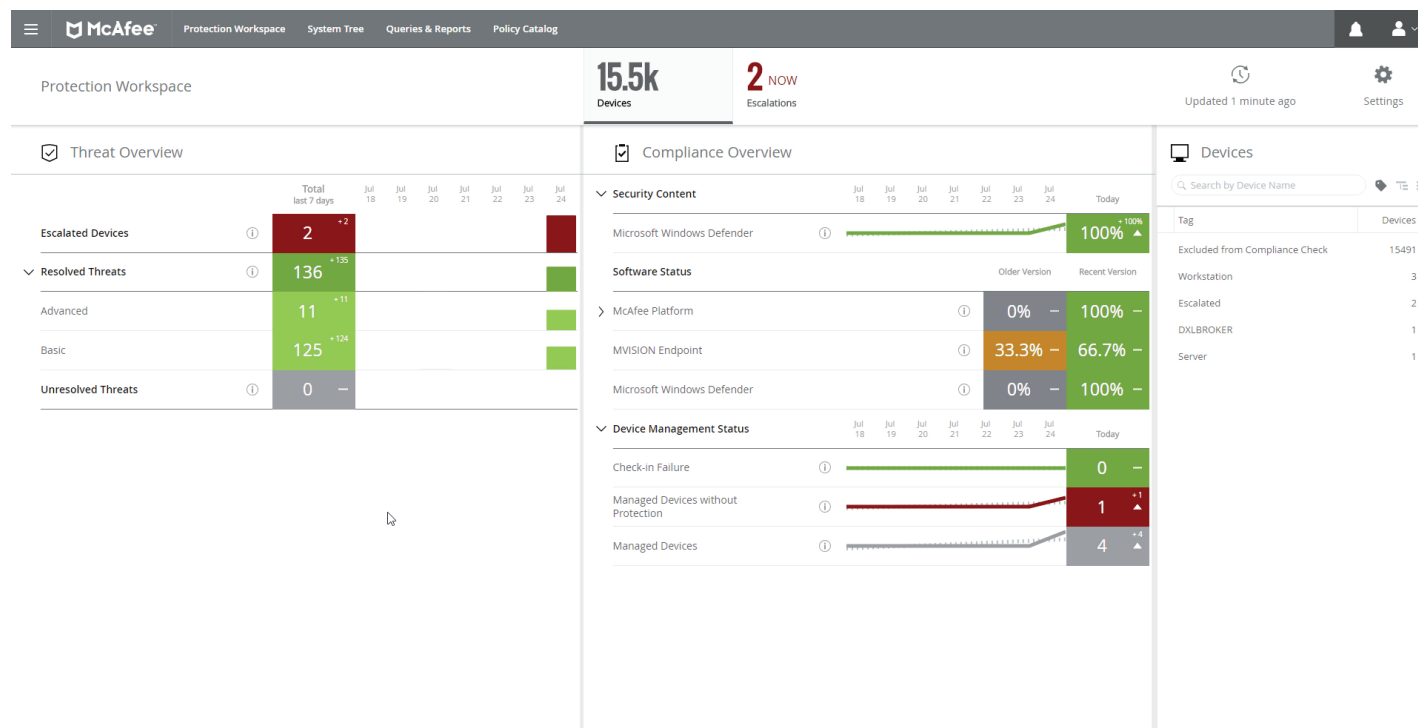 McAfee Protection Workspace System Tree Queries & Reports Policy Catalog
Protection Workspace
15.5k
Devices
2 NOW
Escalations
Updated 1 minute ago
Settings
Threat Overview
Total
last 7 days
Jul 18 Jul 19 Jul 20 Jul 21 Jul 22 Jul 23 Jul 24
Escalated Devices 2 +2
Resolved Threats 136 +135
Advanced 11 +11
Basic 125 +124
Unresolved Threats 0 –
Compliance Overview
Security Content Jul 18 Jul 19 Jul 20 Jul 21 Jul 22 Jul 23 Jul 24 Today
Microsoft Windows Defender 100% +100%
Software Status Older Version Recent Version
McAfee Platform 0% – 100% –
MVISION Endpoint 33.3% – 66.7% –
Microsoft Windows Defender 0% – 100% –
Device Management Status Jul 18 Jul 19 Jul 20 Jul 21 Jul 22 Jul 23 Jul 24 Today
Check-in Failure 0 –
Managed Devices without
Protection 1 +1
Managed Devices 4 +4
Devices
Search by Device Name
Tag Devices
Excluded from Compliance Check 15491
Workstation 3
Escalated 2
DXLBROKER 1
Server 1